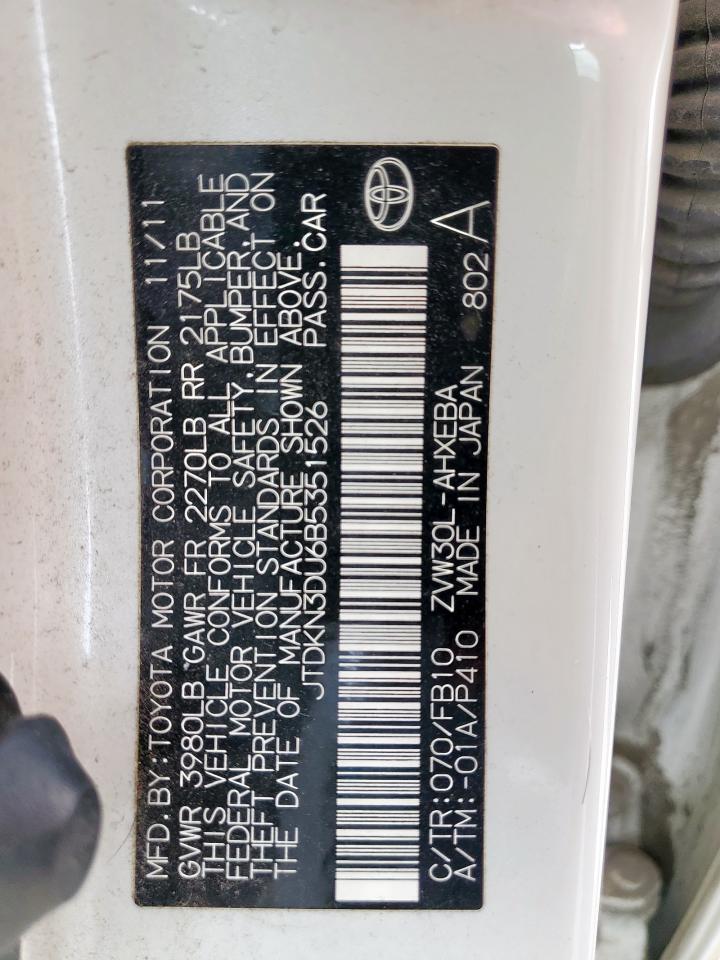 MFD. BY: TOYOTA MOTOR CORPORATION 11/11
GVWR 3980LB GAWR FR 2270LB RR 2175LB
THIS VEHICLE CONFORMS TO ALL APPLICABLE
FEDERAL MOTOR VEHICLE SAFETY, BUMPER, AND
THEFT PREVENTION STANDARDS IN EFFECT ON
THE DATE OF MANUFACTURE SHOWN ABOVE.
JTDKN3DU6B5351526 PASS. CAR
C/TR: 070/FB10 ZVW30L-AHXEBA
A/TM: -01A/P410 MADE IN JAPAN 802 A